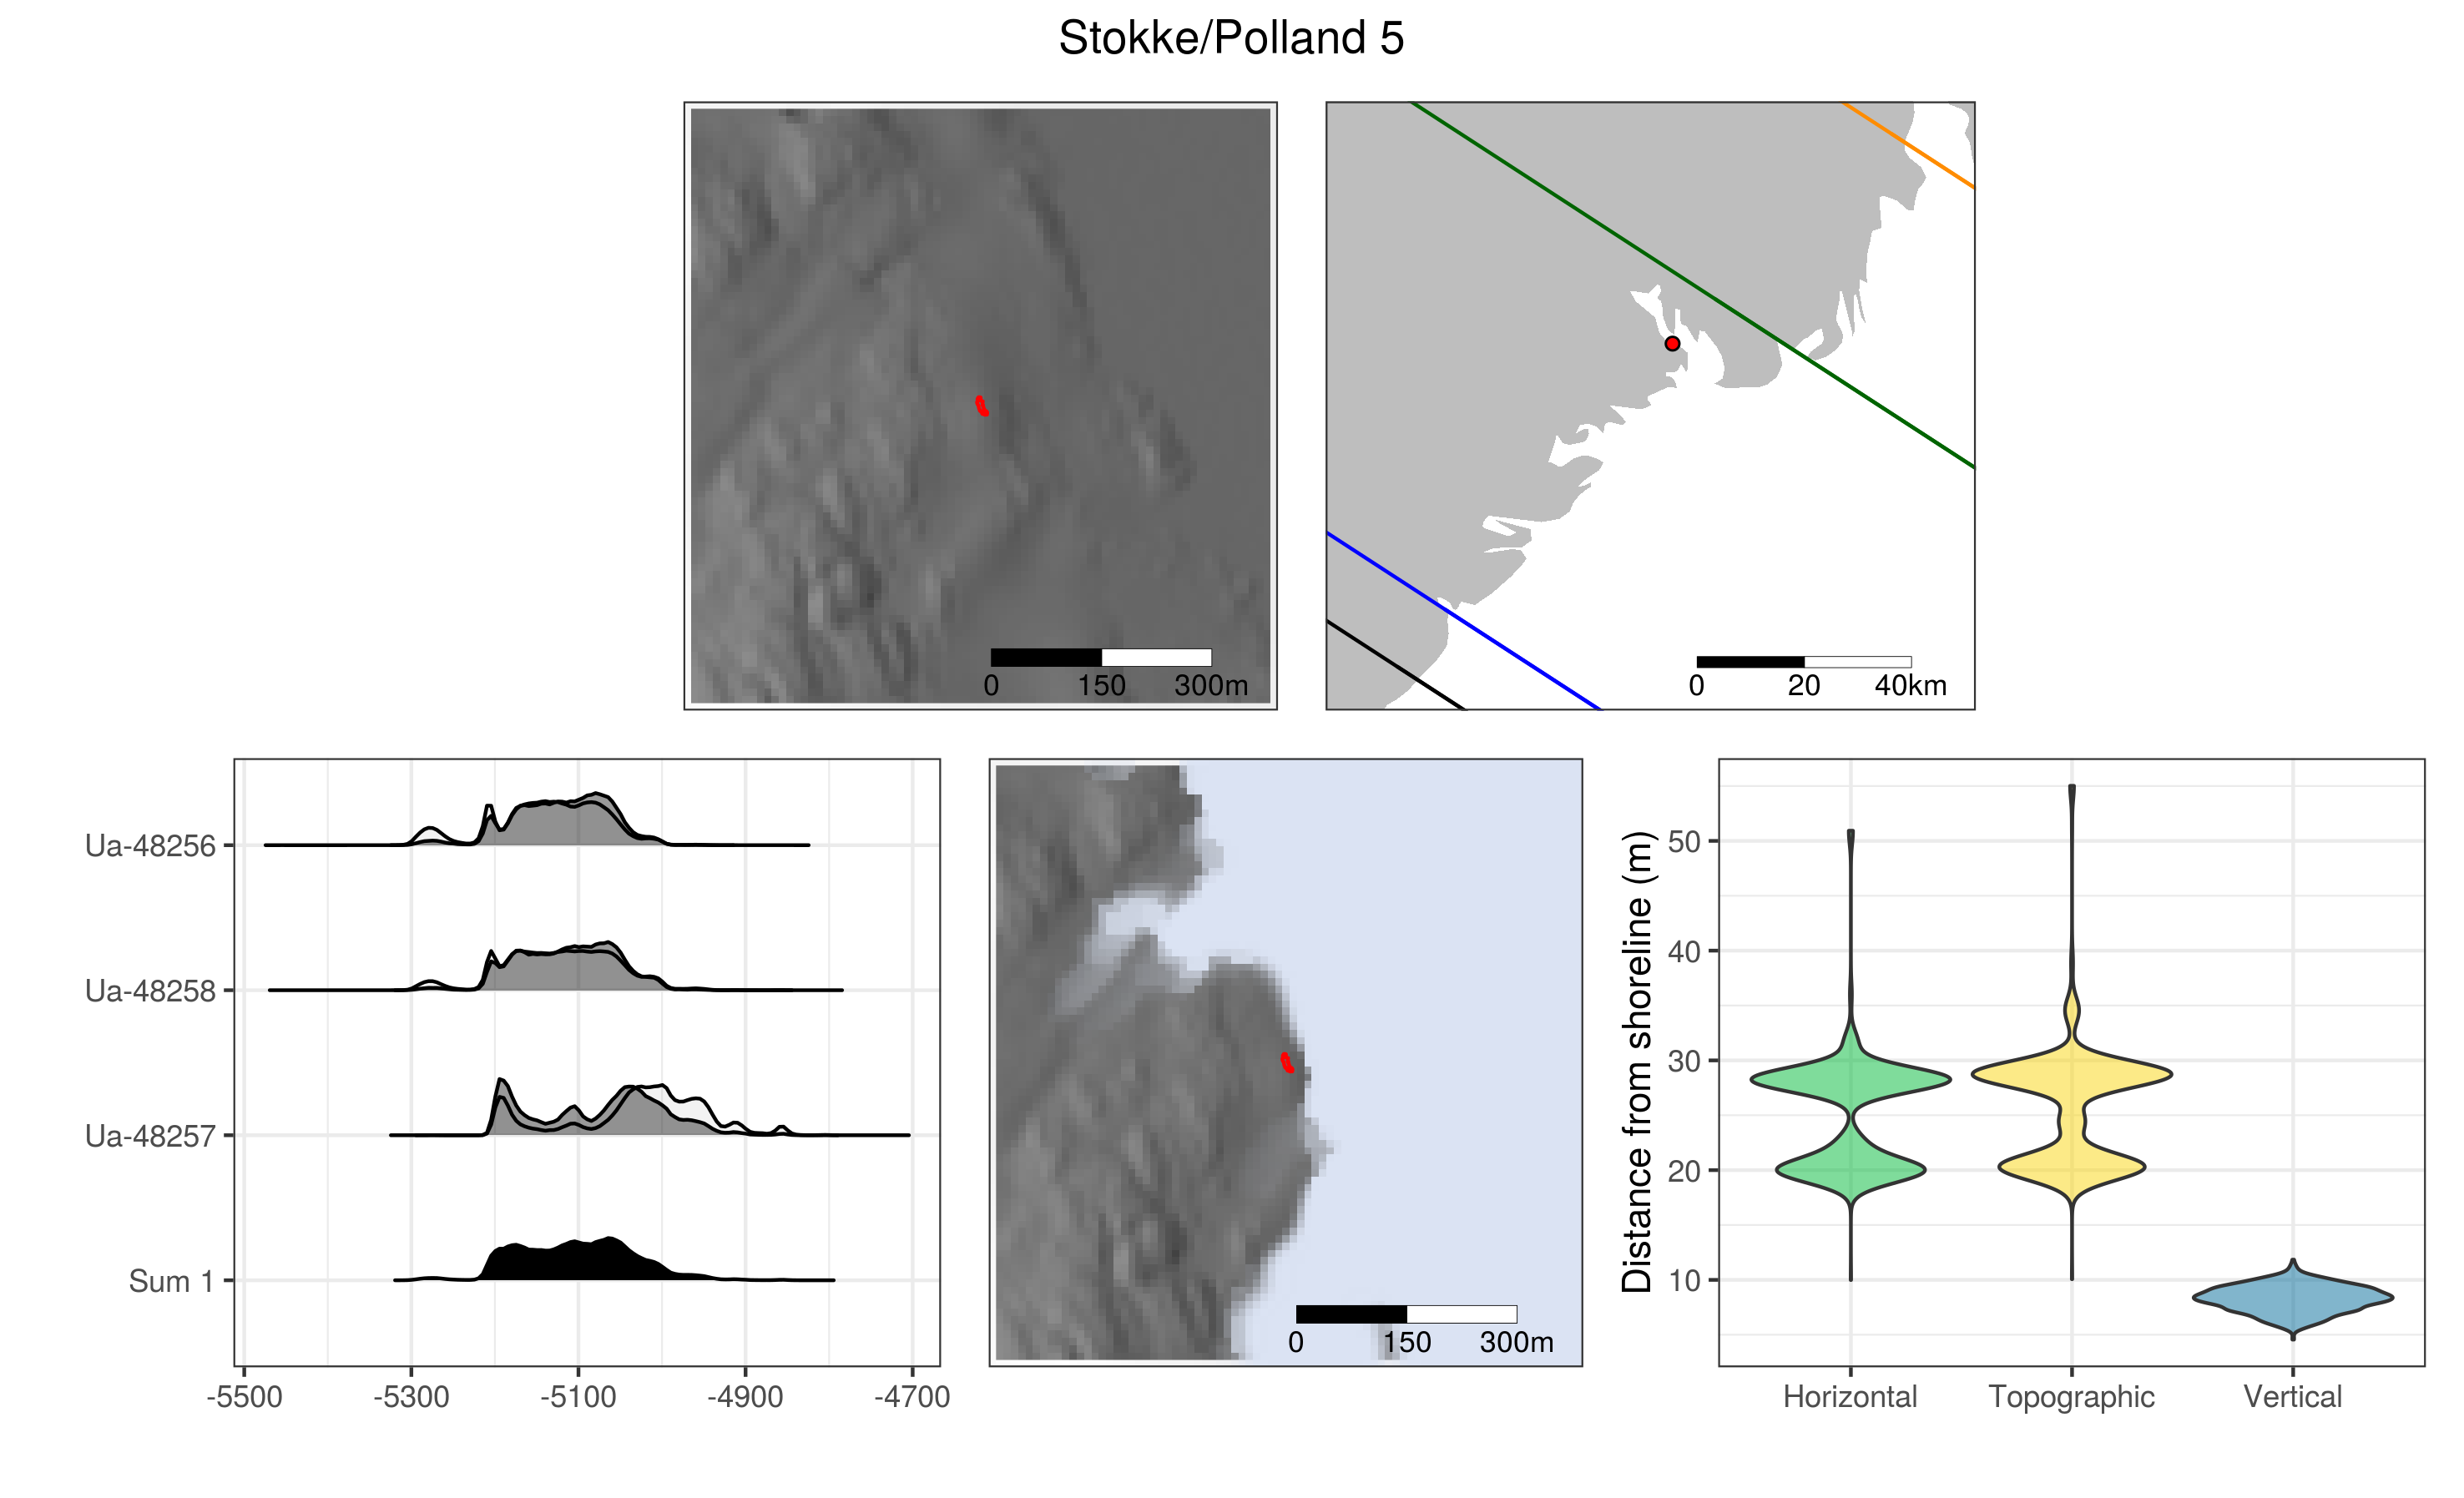 Stokke/Polland 5
0 150 300m
0 20 40km
Ua-48256
Ua-48258
Ua-48257
Sum 1
-5500 -5300 -5100 -4900 -4700
0 150 300m
Distance from shoreline (m)
50
40
30
20
10
Horizontal Topographic Vertical